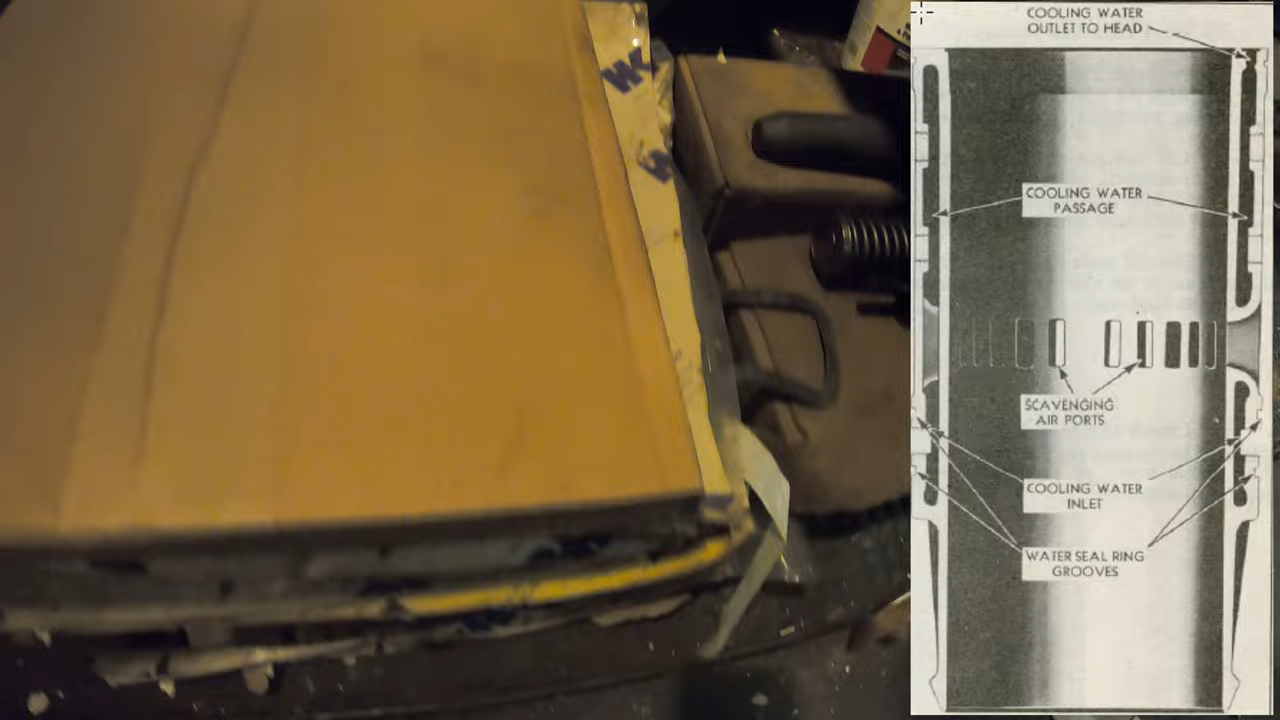 COOLING WATER
OUTLET TO HEAD
COOLING WATER
PASSAGE
SCAVENGING
AIR PORTS
COOLING WATER
INLET
WATER SEAL RING
GROOVES